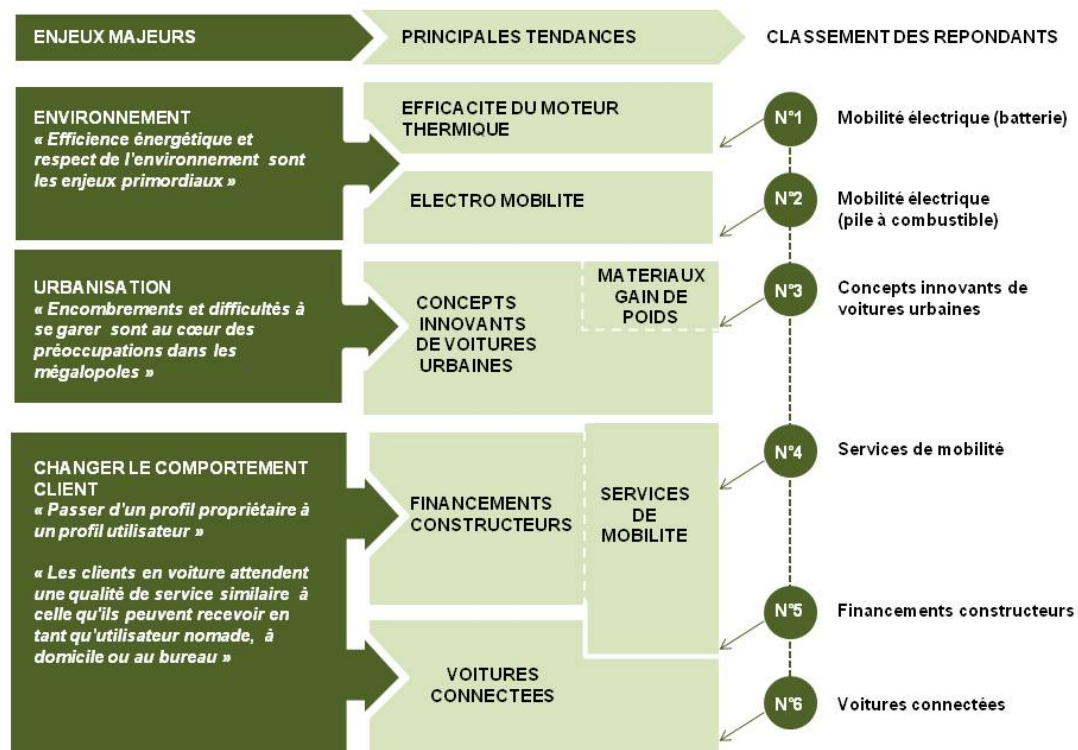 ENJEUX MAJEURS
PRINCIPALES TENDANCES
CLASSEMENT DES REPONDANTS
ENVIRONNEMENT
« Efficience énergétique et
respect de l'environnement sont
les enjeux primordiaux »
EFFICACITE DU MOTEUR
THERMIQUE
ELECTRO MOBILITE
N°1
Mobilité électrique (batterie)
N°2
Mobilité électrique
(pile à combustible)
URBANISATION
« Encombrements et difficultés à
se garer sont au cœur des
préoccupations dans les
mégalopoles »
CONCEPTS
INNOVANTS
DE VOITURES
URBAINES
MATERIAUX
GAIN DE
POIDS
N°3
Concepts innovants de
voitures urbaines
CHANGER LE COMPORTEMENT
CLIENT
« Passer d'un profil propriétaire à
un profil utilisateur »
« Les clients en voiture attendent
une qualité de service similaire à
celle qu'ils peuvent recevoir en
tant qu'utilisateur nomade, à
domicile ou au bureau »
FINANCEMENTS
CONSTRUCTEURS
SERVICES
DE
MOBILITE
VOITURES
CONNECTEES
N°4
Services de mobilité
N°5
Financements constructeurs
N°6
Voitures connectées